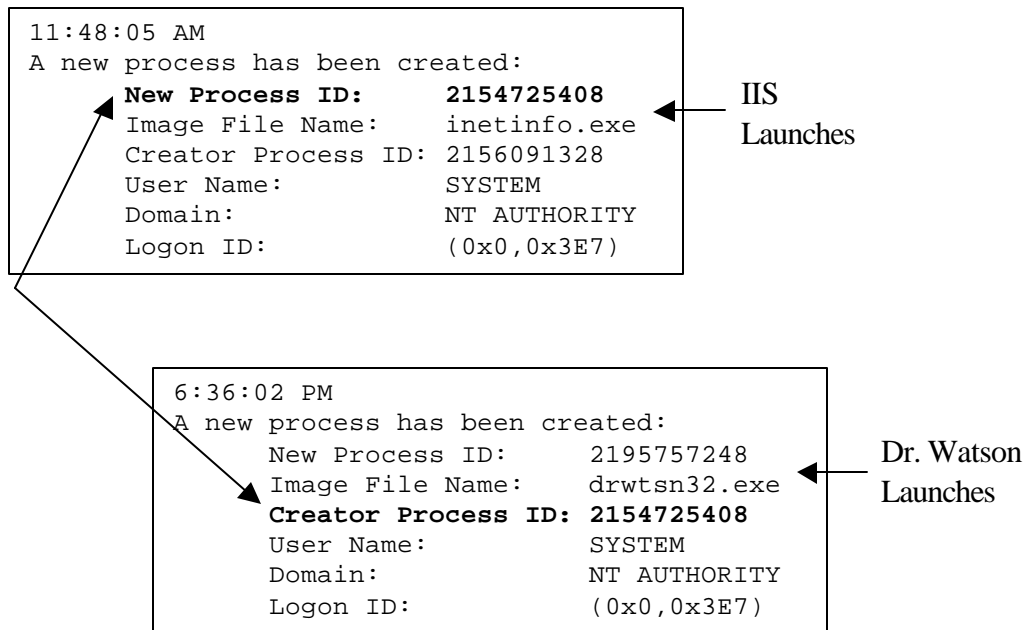 11:48:05 AM
A new process has been created:
New Process ID: 2154725408
Image File Name: inetinfo.exe
Creator Process ID: 2156091328
User Name: SYSTEM
Domain: NT AUTHORITY
Logon ID: (0x0,0x3E7)
IIS
Launches
6:36:02 PM
A new process has been created:
New Process ID: 2195757248
Image File Name: drwtsn32.exe
Creator Process ID: 2154725408
User Name: SYSTEM
Domain: NT AUTHORITY
Logon ID: (0x0,0x3E7)
Dr. Watson
Launches